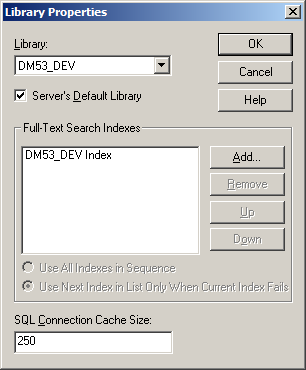 Library Properties
Library:
OK
DM53_DEV
Cancel
Server's Default Library
Help
Full-Text Search Indexes
DM53_DEV Index
Add...
Remove
Up
Down
Use All Indexes in Sequence
Use Next Index in List Only When Current Index Fails
SQL Connection Cache Size:
250